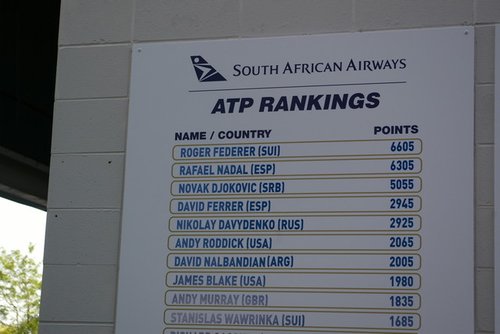 SOUTH AFRICAN AIRWAYS
ATP RANKINGS
NAME / COUNTRY POINTS
ROGER FEDERER (SUI) 6605
RAFAEL NADAL (ESP) 6305
NOVAK DJOKOVIC (SRB) 5055
DAVID FERRER (ESP) 2945
NIKOLAY DAVYDENKO (RUS) 2925
ANDY RODDICK (USA) 2065
DAVID NALBANDIAN (ARG) 2005
JAMES BLAKE (USA) 1980
ANDY MURRAY (GBR) 1835
STANISLAS WAWRINKA (SUI) 1685